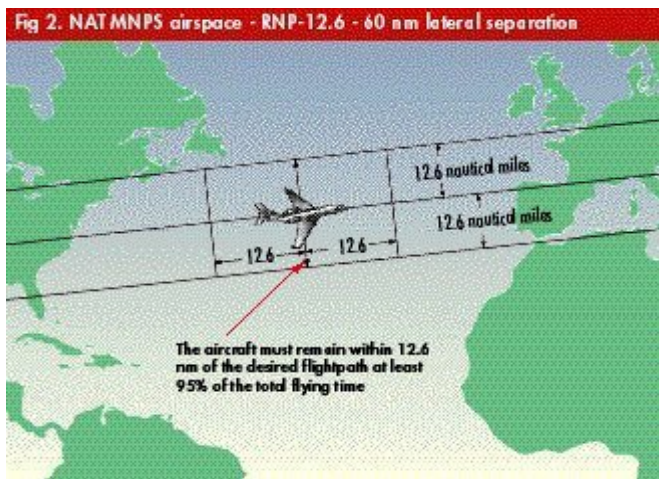 Fig 2. NAT MNPS airspace - RNP-12.6 - 60 nm lateral separation
12.6 nautical miles
12.6 nautical miles
12.6
12.6
The aircraft must remain within 12.6
nm of the desired flightpath at least
95% of the total flying time